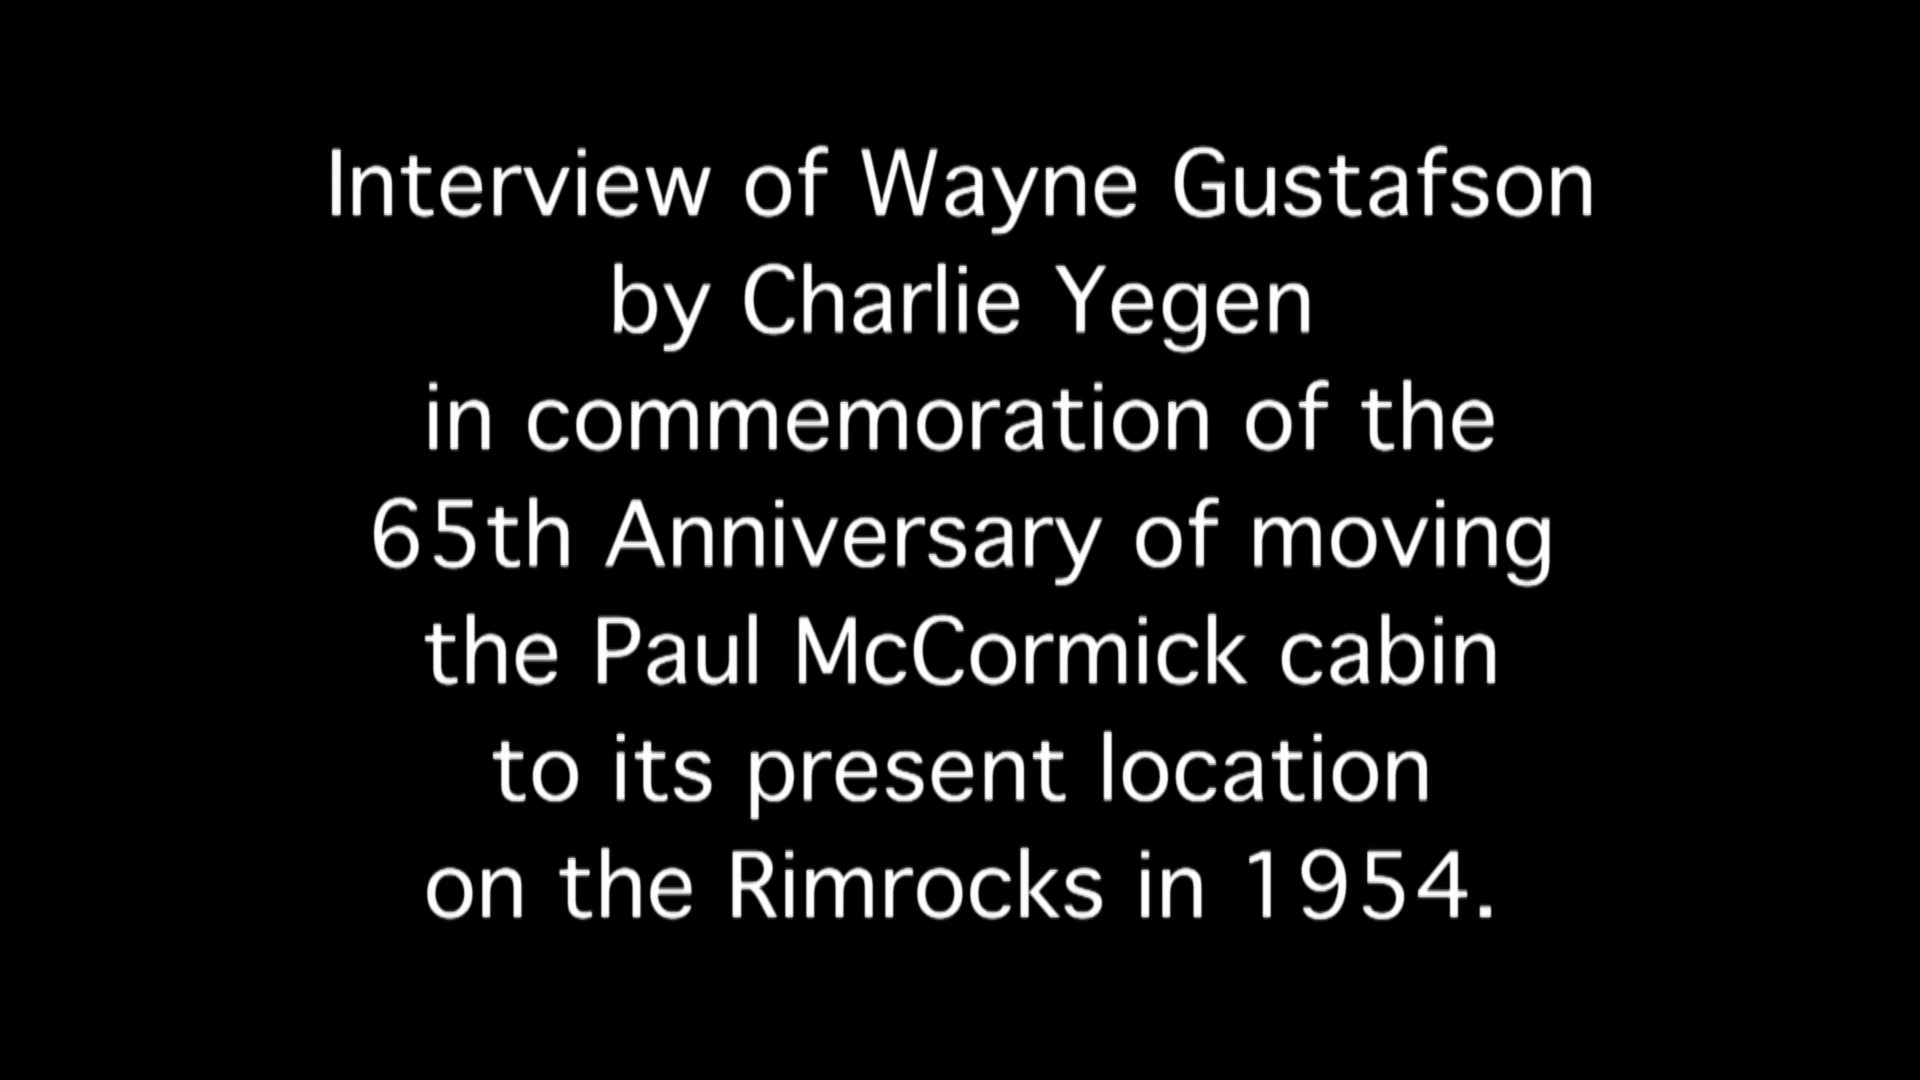 Interview of Wayne Gustafson
by Charlie Yegen
in commemoration of the
65th Anniversary of moving
the Paul McCormick cabin
to its present location
on the Rimrocks in 1954.